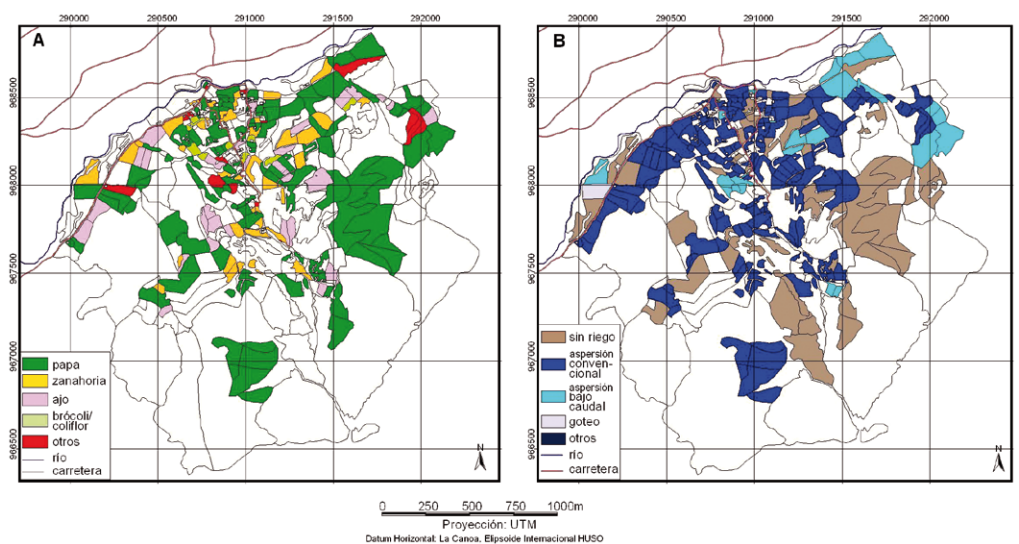 290000 290500 291000 291500 292000
A
968500
968000
967500
967000
966500
papa
zanahoria
ajo
brócoli/
coliflor
otros
río
carretera
N
290000 290500 291000 291500 292000
B
968500
968000
967500
967000
966500
sin riego
aspersión
conven-
cional
aspersión
bajo
caudal
goteo
otros
río
carretera
N
0 250 500 750 1000m
Proyección: UTM
Datum Horizontal: La Canoa, Elipsoide Internacional HUSO